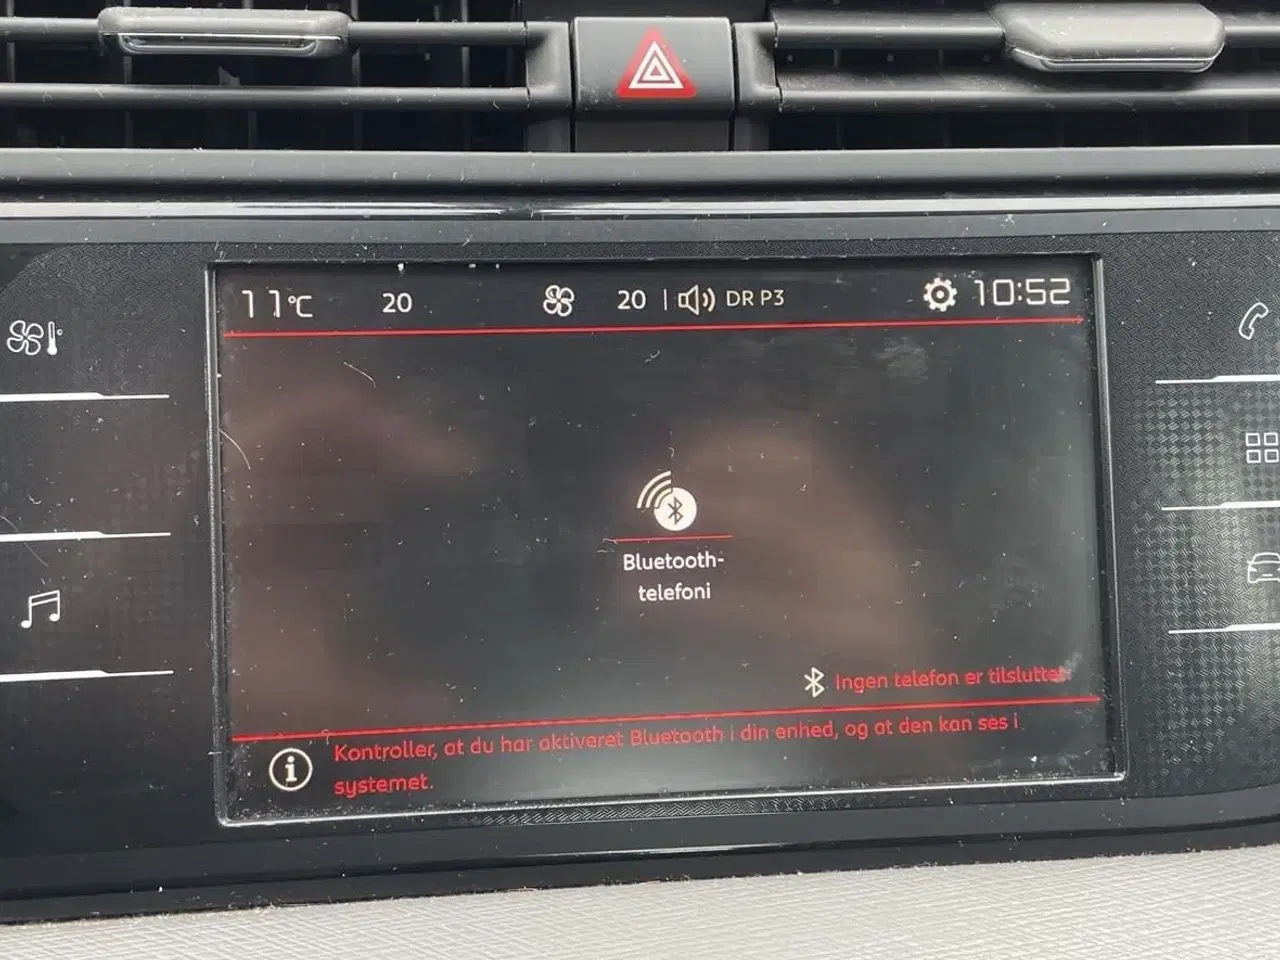 11°C 20 20 | DR P3 10:52
Bluetooth-
telefoni
Ingen telefon er tilsluttet
Kontroller, at du har aktiveret Bluetooth i din enhed, og at den kan ses i
systemet.